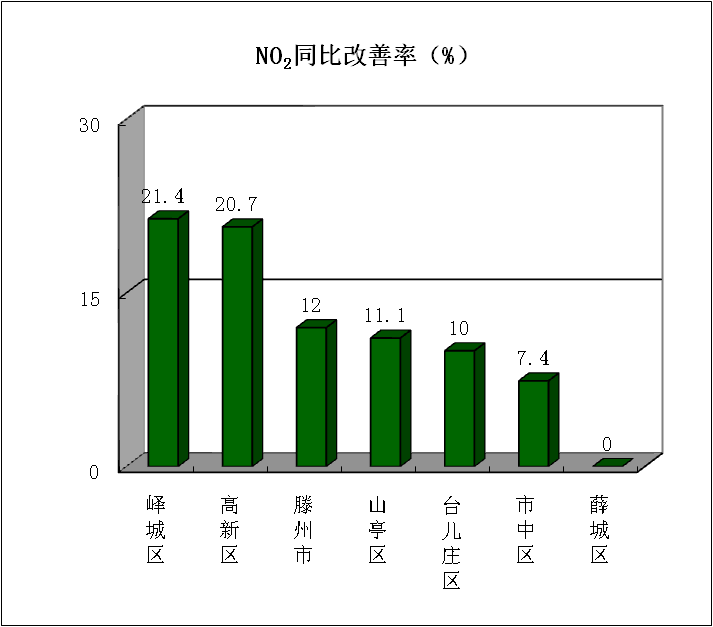 NO₂同比改善率（%）
30
15
0
21.4
20.7
12
11.1
10
7.4
0
峄城区
高新区
滕州市
山亭区
台儿庄区
市中区
薛城区